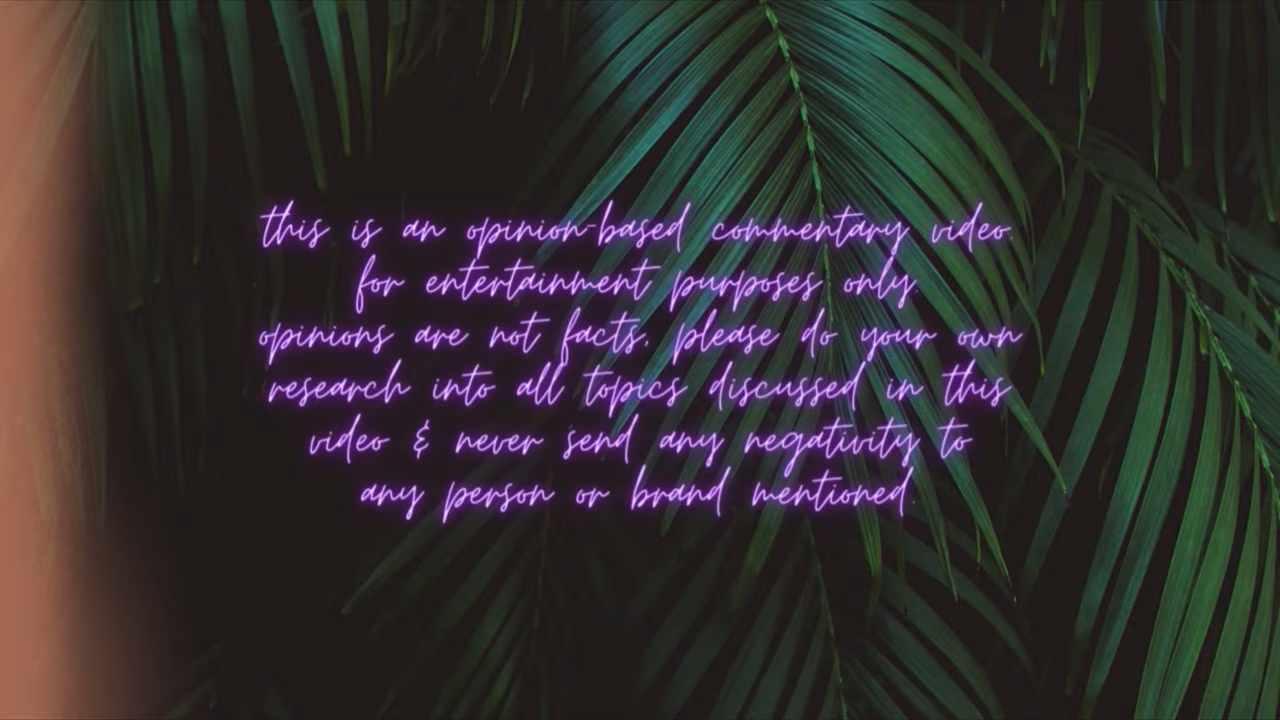 this is an opinion-based commentary video.
for entertainment purposes only.
opinions are not facts, please do your own
research into all topics discussed in this
video & never send any negativity to
any person or brand mentioned.